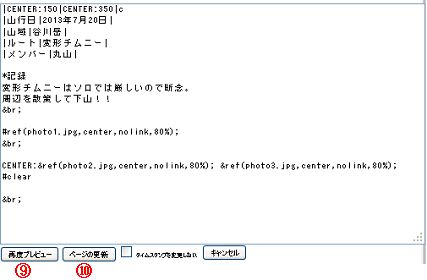 |CENTER:150|CENTER:350|c
|山行日|2013年7月20日|
|山域|谷川岳|
|ルート|変形チムニー|
|メンバー|丸山|
*記録
変形チムニーはソロでは厳しいので断念。
周辺を散策して下山！！
&br;
#ref(photo1.jpg,center,nolink,80%);
&br;
CENTER:&ref(photo2.jpg,center,nolink,80%); &ref(photo3.jpg,center,nolink,80%);
#clear
&br;
再度プレビュー ページの更新 タイムスタンプを変更しない キャンセル
⑨ ⑩